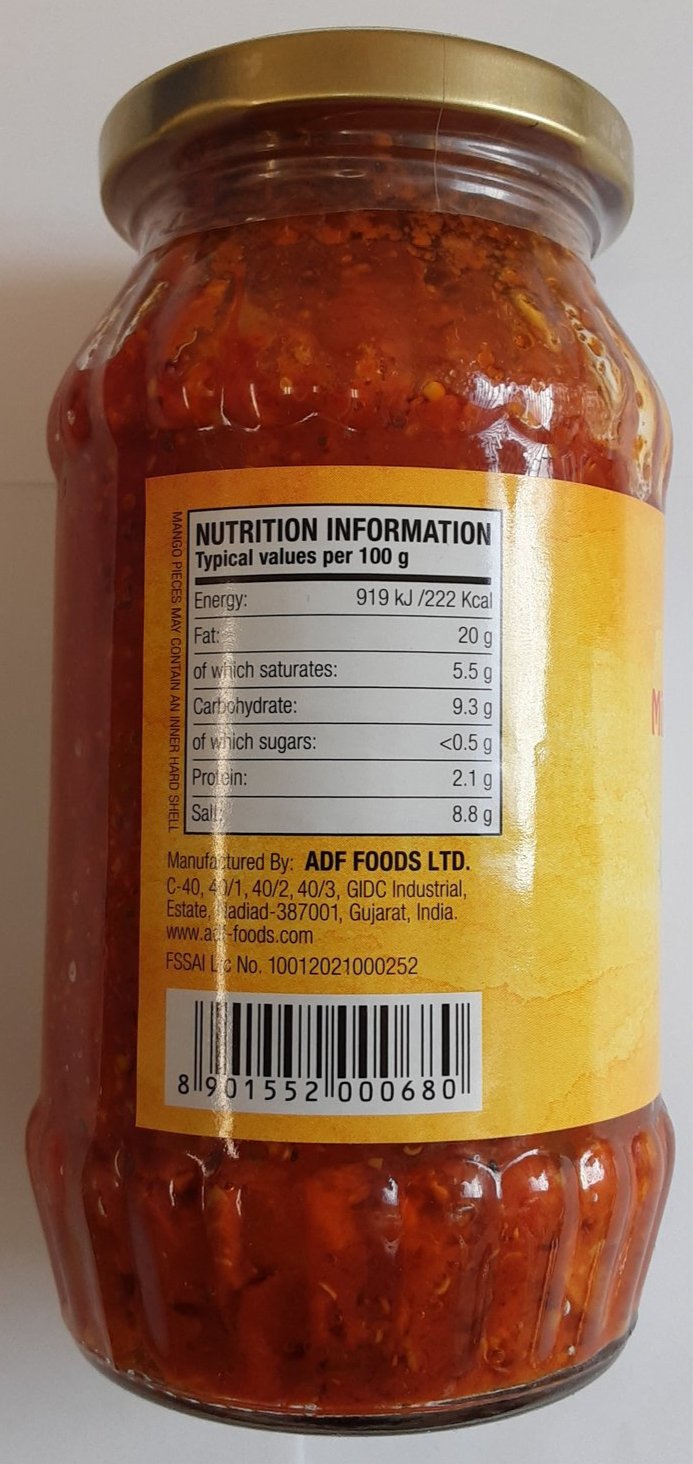 MANGO PIECES MAY CONTAIN AN INNER HARD SHELL
NUTRITION INFORMATION
Typical values per 100 g
Energy: 919 kJ /222 Kcal
Fat: 20 g
of which saturates: 5.5 g
Carbohydrate: 9.3 g
of which sugars: <0.5 g
Protein: 2.1 g
Salt: 8.8 g
Manufactured By: ADF FOODS LTD.
C-40, 40/1, 40/2, 40/3, GIDC Industrial,
Estate, Nadiad-387001, Gujarat, India.
www.adf-foods.com
FSSAI Lic No. 10012021000252
8 901552 000680